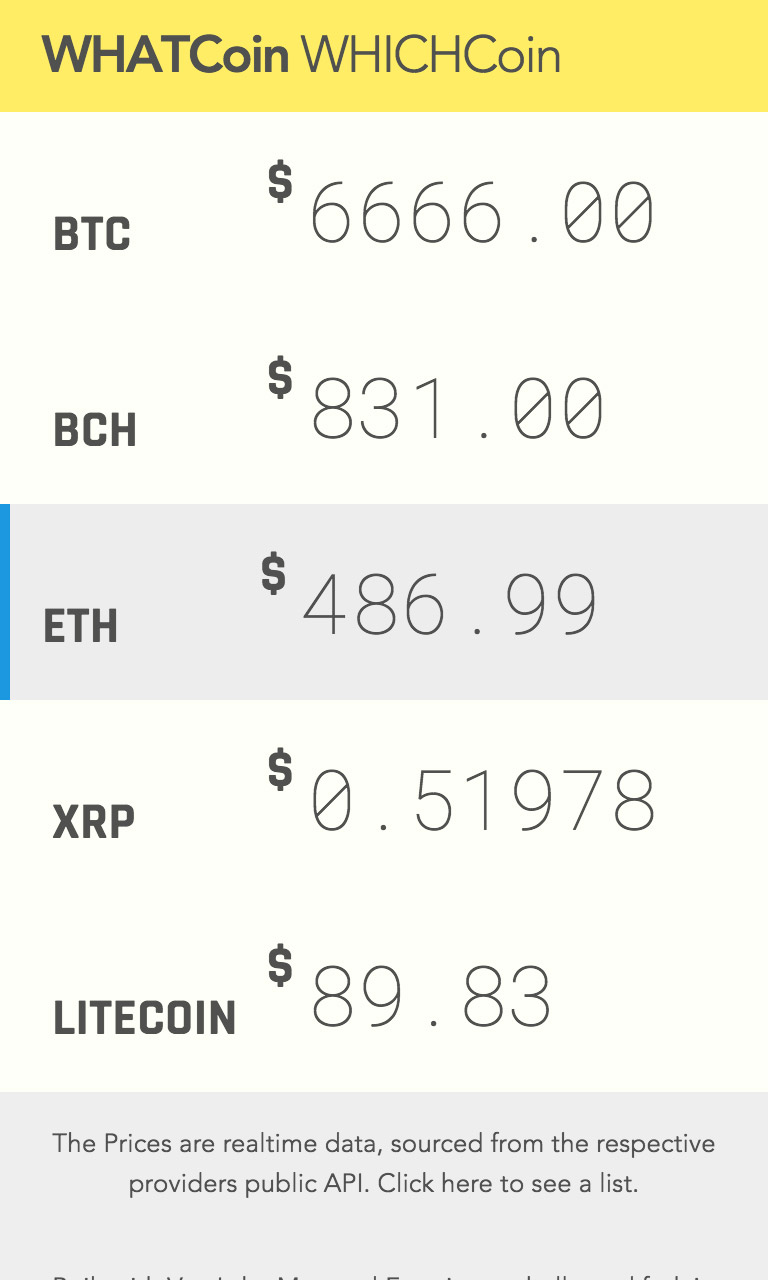 WHATCoin WHICHCoin
BTC $ 6666.00
BCH $ 831.00
ETH $ 486.99
XRP $ 0.51978
LITECOIN $ 89.83
The Prices are realtime data, sourced from the respective
providers public API. Click here to see a list.